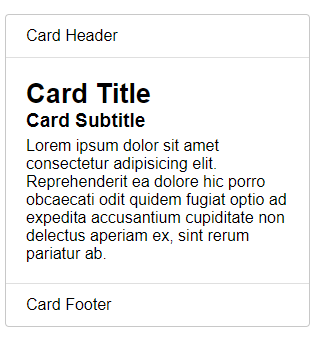 Card Header
Card Title
Card Subtitle
Lorem ipsum dolor sit amet
consectetur adipisicing elit.
Reprehenderit ea dolore hic porro
obcaecati odit quidem fugiat optio ad
expedita accusantium cupiditate non
delectus aperiam ex, sint rerum
pariatur ab.
Card Footer